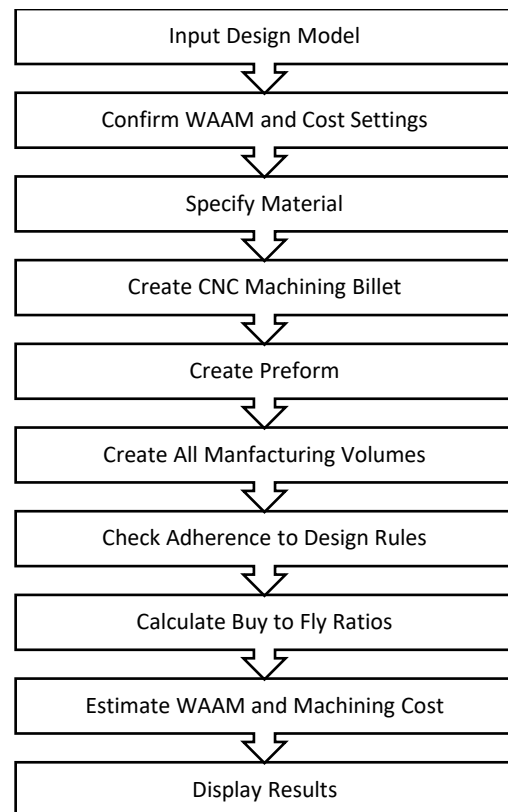 Input Design Model
Confirm WAAM and Cost Settings
Specify Material
Create CNC Machining Billet
Create Preform
Create All Manfacturing Volumes
Check Adherence to Design Rules
Calculate Buy to Fly Ratios
Estimate WAAM and Machining Cost
Display Results